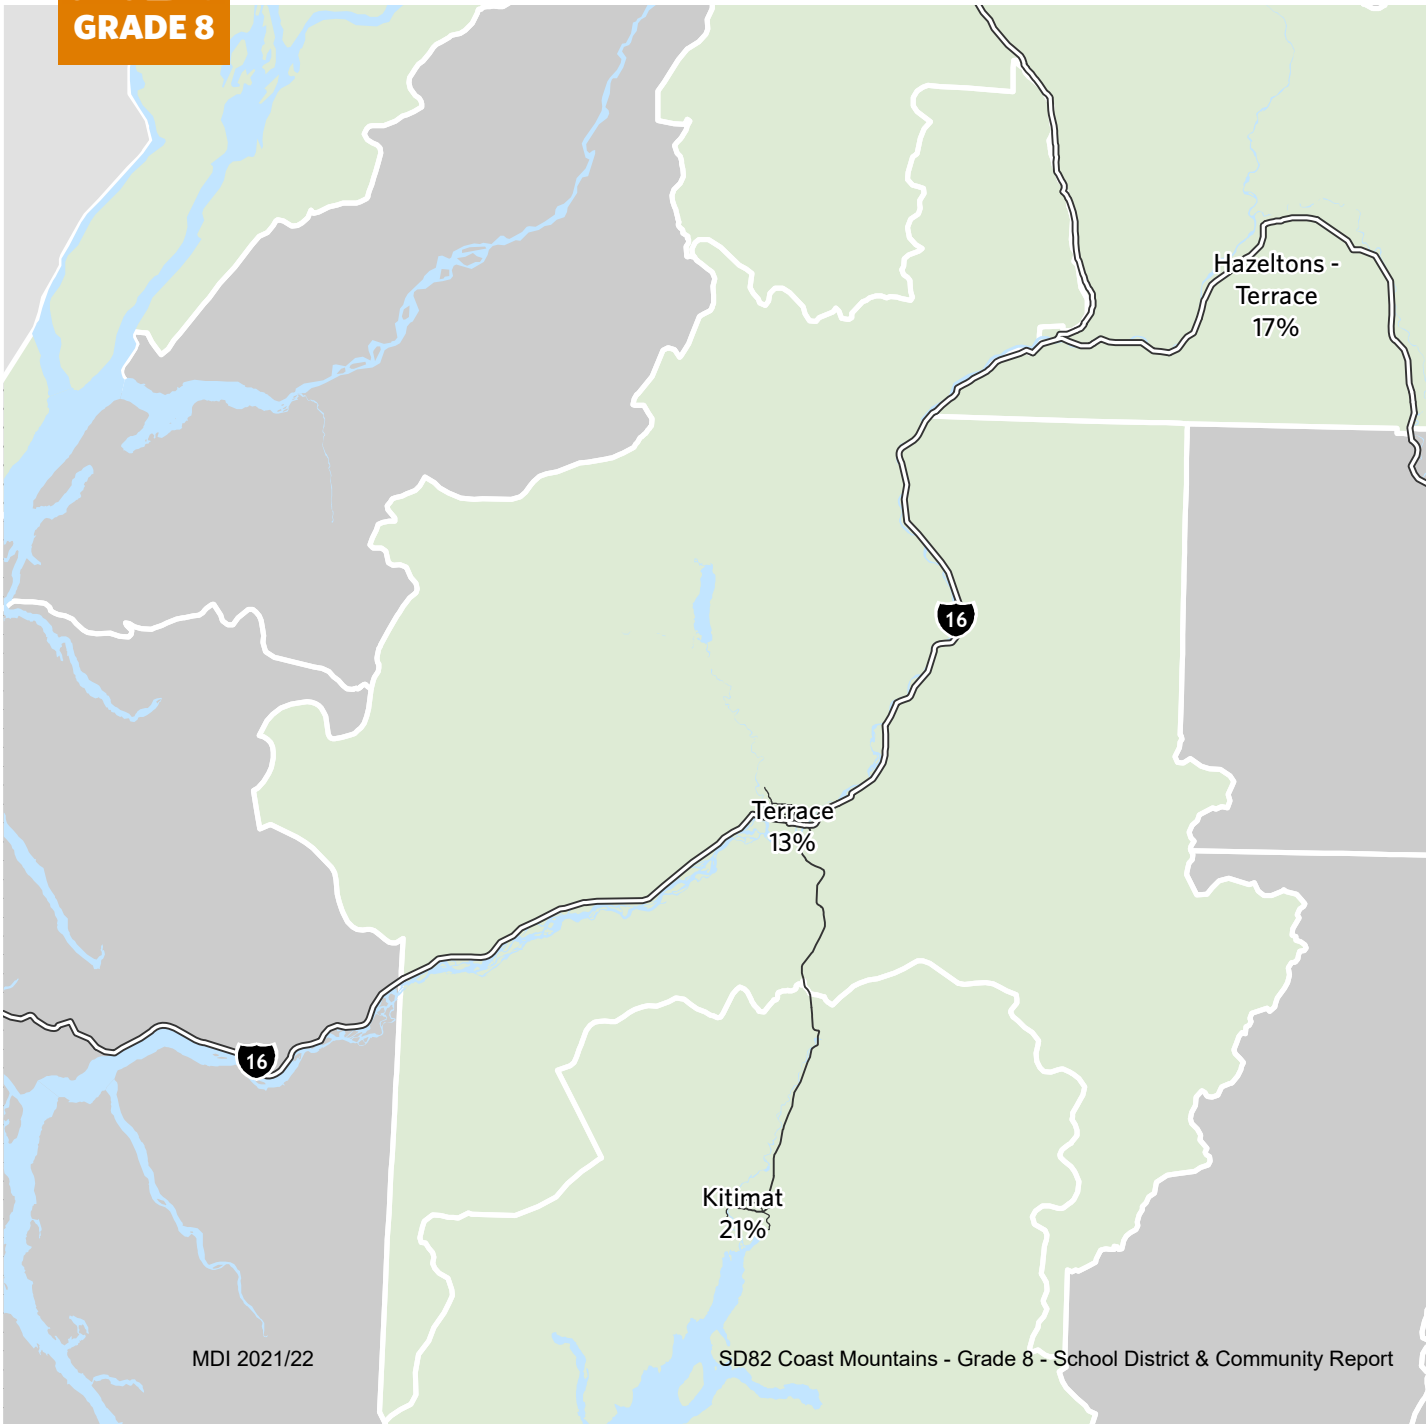 GRADE 8
Hazeltons -
Terrace
17%
16
Terrace
13%
16
Kitimat
21%
MDI 2021/22
SD82 Coast Mountains - Grade 8 - School District & Community Report